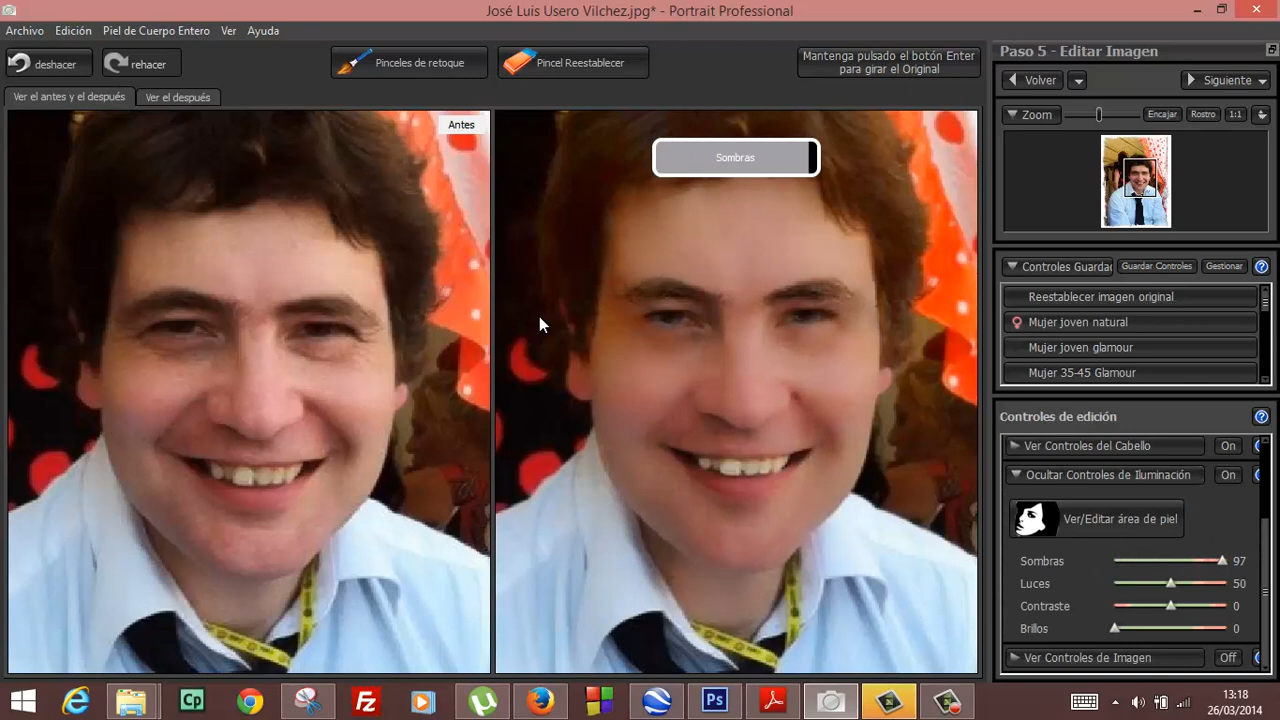 José Luis Usero Vilchez.jpg* - Portrait Professional
Archivo Edición Piel de Cuerpo Entero Ver Ayuda
deshacer rehacer Pinceles de retoque Pincel Reestablecer
Mantenga pulsado el botón Enter
para girar el Original
Ver el antes y el después Ver el después
Antes
Sombras
Paso 5 - Editar Imagen
Volver Siguiente
Zoom Encajar Rostro 1:1
Controles Guardad Guardar Controles Gestionar
Reestablecer imagen original
Mujer joven natural
Mujer joven glamour
Mujer 35-45 Glamour
Controles de edición
Ver Controles del Cabello On
Ocultar Controles de Iluminación On
Ver/Editar área de piel
Sombras 97
Luces 50
Contraste 0
Brillos 0
Ver Controles de Imagen Off
Cp Fz Ps
13:18
26/03/2014